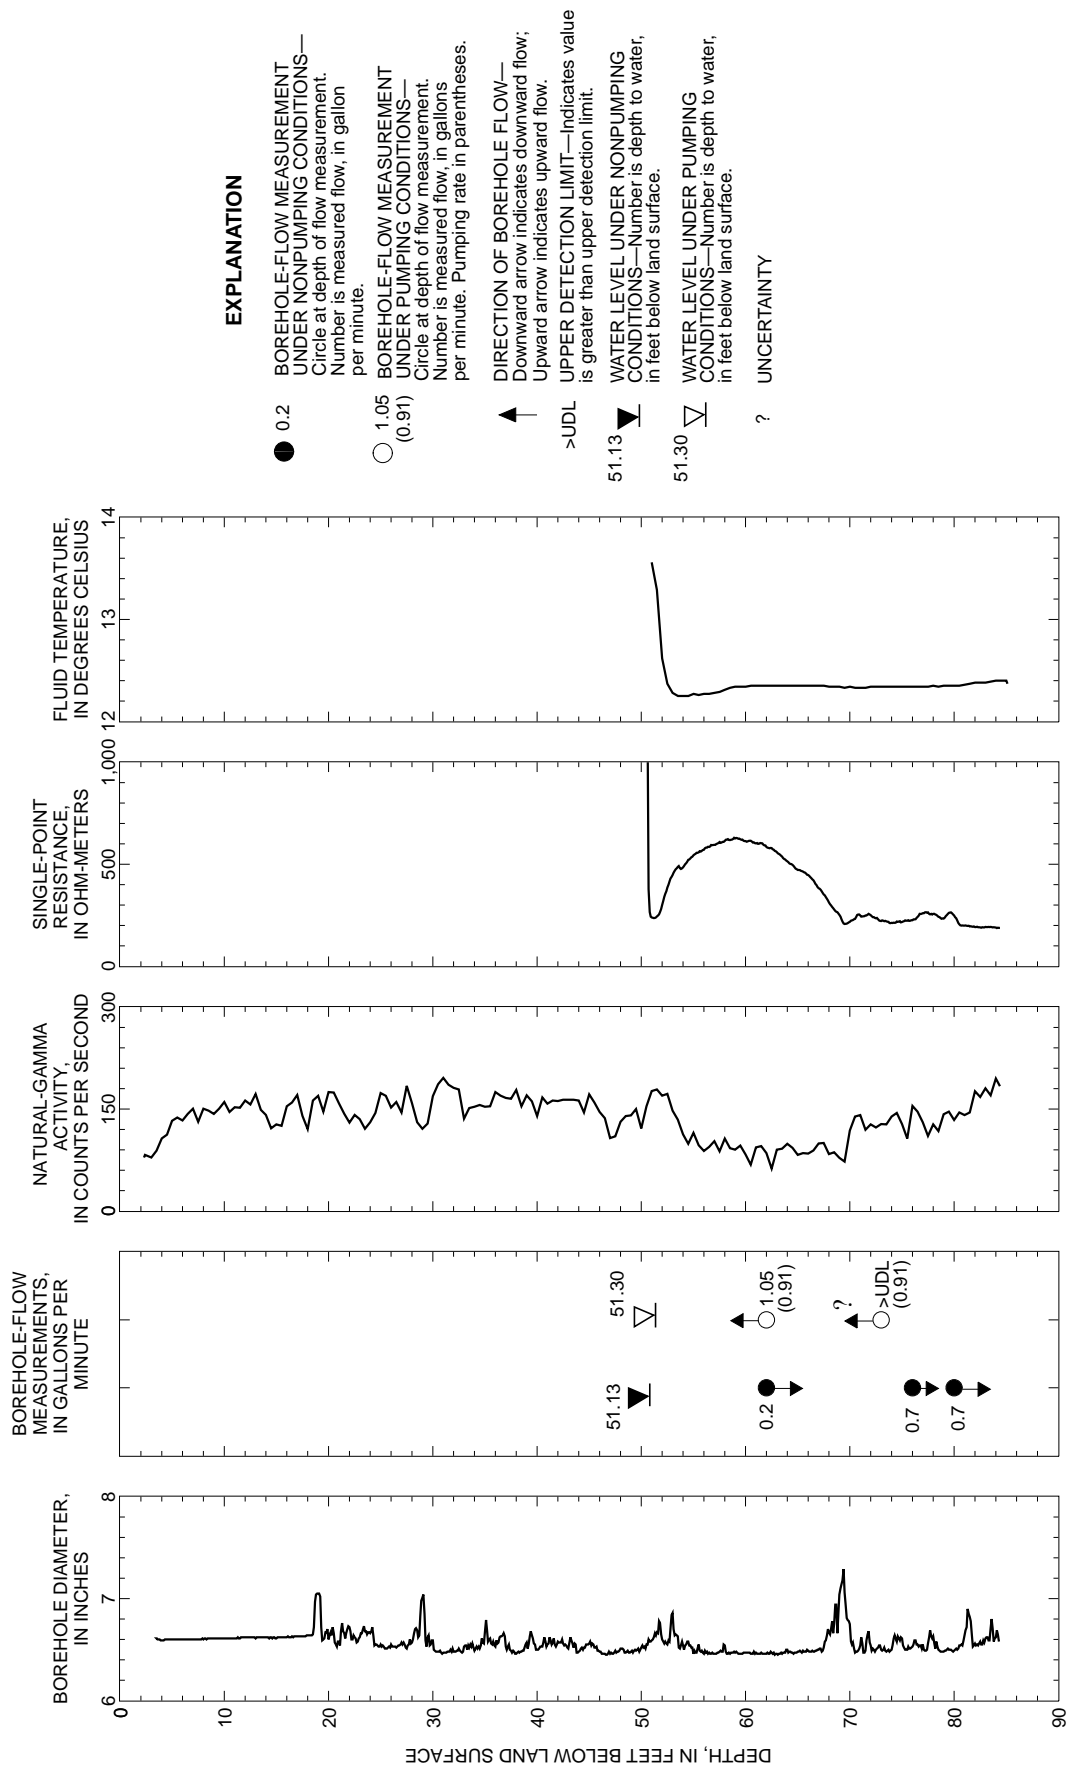 BOREHOLE DIAMETER,
IN INCHES
6
7
8
BOREHOLE-FLOW
MEASUREMENTS,
IN GALLONS PER
MINUTE
51.13
51.30
0.2
1.05
(0.91)
?
>UDL
(0.91)
0.7
0.7
NATURAL-GAMMA
ACTIVITY,
IN COUNTS PER SECOND
0
150
300
SINGLE-POINT
RESISTANCE,
IN OHM-METERS
0
500
1,000
FLUID TEMPERATURE,
IN DEGREES CELSIUS
12
13
14
DEPTH, IN FEET BELOW LAND SURFACE
0
10
20
30
40
50
60
70
80
90
EXPLANATION
0.2
BOREHOLE-FLOW MEASUREMENT
UNDER NONPUMPING CONDITIONS—
Circle at depth of flow measurement.
Number is measured flow, in gallon
per minute.
1.05
(0.91)
BOREHOLE-FLOW MEASUREMENT
UNDER PUMPING CONDITIONS—
Circle at depth of flow measurement.
Number is measured flow, in gallons
per minute. Pumping rate in parentheses.
DIRECTION OF BOREHOLE FLOW—
Downward arrow indicates downward flow;
Upward arrow indicates upward flow.
>UDL
UPPER DETECTION LIMIT—Indicates value
is greater than upper detection limit.
51.13
WATER LEVEL UNDER NONPUMPING
CONDITIONS—Number is depth to water,
in feet below land surface.
51.30
WATER LEVEL UNDER PUMPING
CONDITIONS—Number is depth to water,
in feet below land surface.
?
UNCERTAINTY